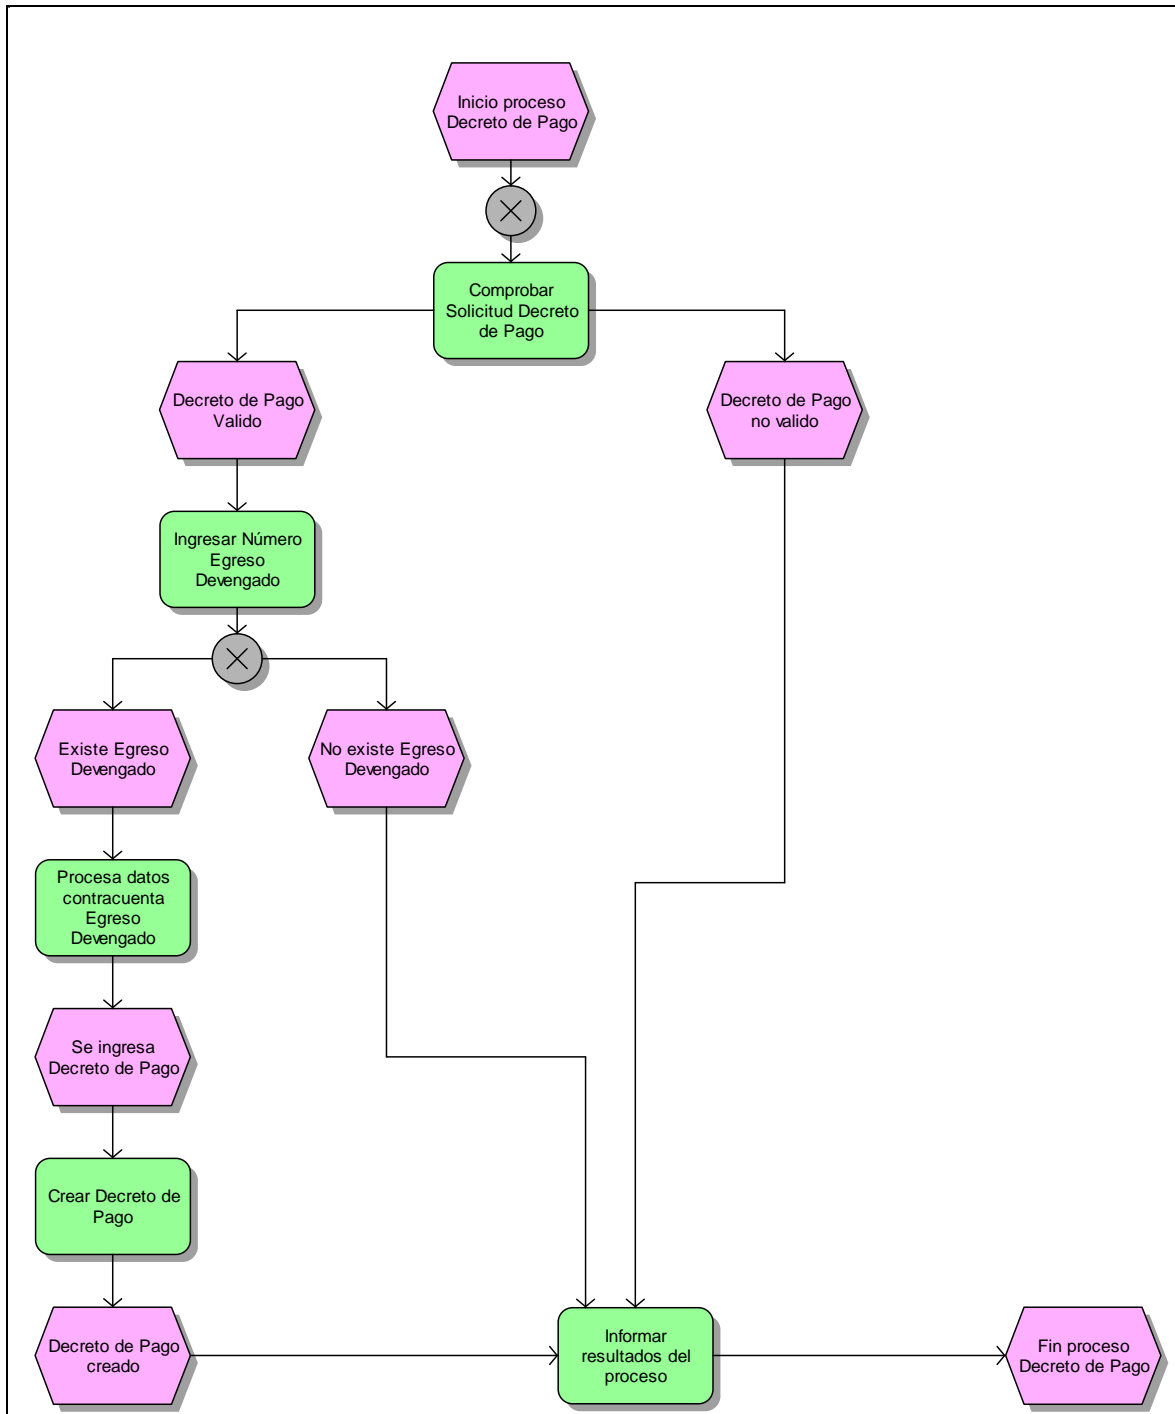 Inicio proceso
Decreto de Pago
Comprobar
Solicitud Decreto
de Pago
Decreto de Pago
Valido
Decreto de Pago
no valido
Ingresar Número
Egreso
Devengado
Existe Egreso
Devengado
No existe Egreso
Devengado
Procesa datos
contracuenta
Egreso
Devengado
Se ingresa
Decreto de Pago
Crear Decreto de
Pago
Decreto de Pago
creado
Informar
resultados del
proceso
Fin proceso
Decreto de Pago